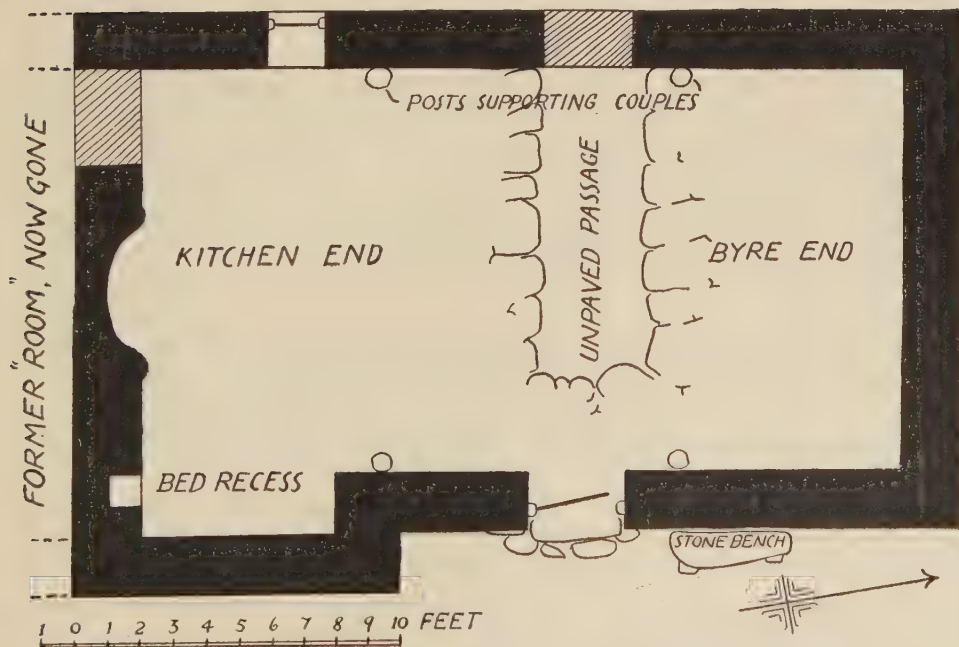 POSTS SUPPORTING COUPLES
FORMER "ROOM," NOW GONE
KITCHEN END
UNPAVED PASSAGE
BYRE END
BED RECESS
STONE BENCH
1 0 1 2 3 4 5 6 7 8 9 10 FEET